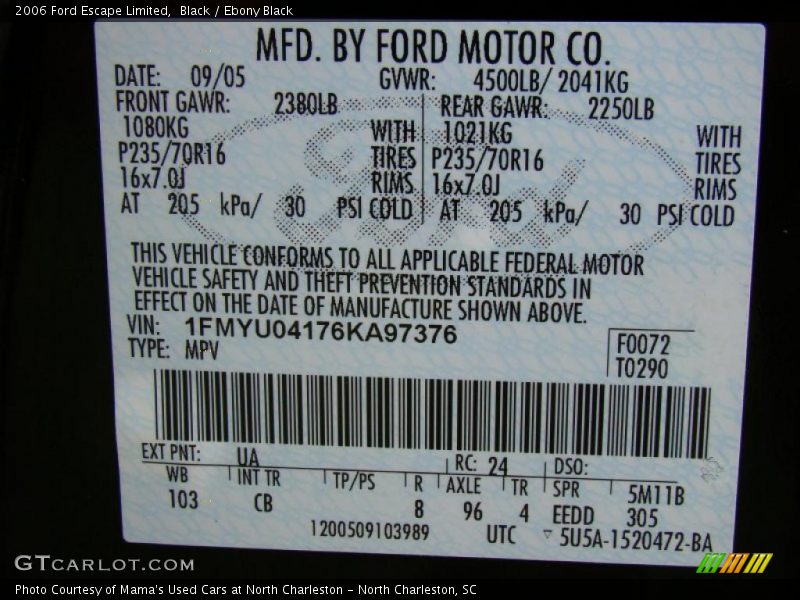 2006 Ford Escape Limited,  Black / Ebony Black
MFD. BY FORD MOTOR CO.
DATE: 09/05 GVWR: 4500LB/ 2041KG
FRONT GAWR: 2380LB REAR GAWR: 2250LB
1080KG WITH 1021KG WITH
P235/70R16 TIRES P235/70R16 TIRES
16x7.0J RIMS 16x7.0J RIMS
AT 205 kPa/ 30 PSI COLD AT 205 kPa/ 30 PSI COLD
Ford
THIS VEHICLE CONFORMS TO ALL APPLICABLE FEDERAL MOTOR
VEHICLE SAFETY AND THEFT PREVENTION STANDARDS IN
EFFECT ON THE DATE OF MANUFACTURE SHOWN ABOVE.
VIN: 1FMYU04176KA97376
TYPE: MPV
F0072
T0290
EXT PNT: UA RC: 24 DSO:
WB INT TR TP/PS R AXLE TR SPR 5M11B
103 CB 8 96 4 EEDD 305
1200509103989 UTC 5U5A-1520472-BA
GTCARLOT.COM
Photo Courtesy of Mama's Used Cars at North Charleston - North Charleston, SC